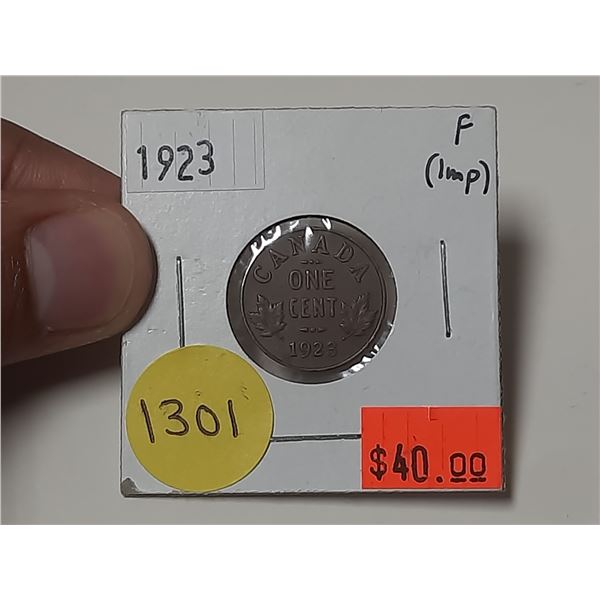 1923
F
(Imp)
CANADA
ONE
CENT
1923
1301
$40.00